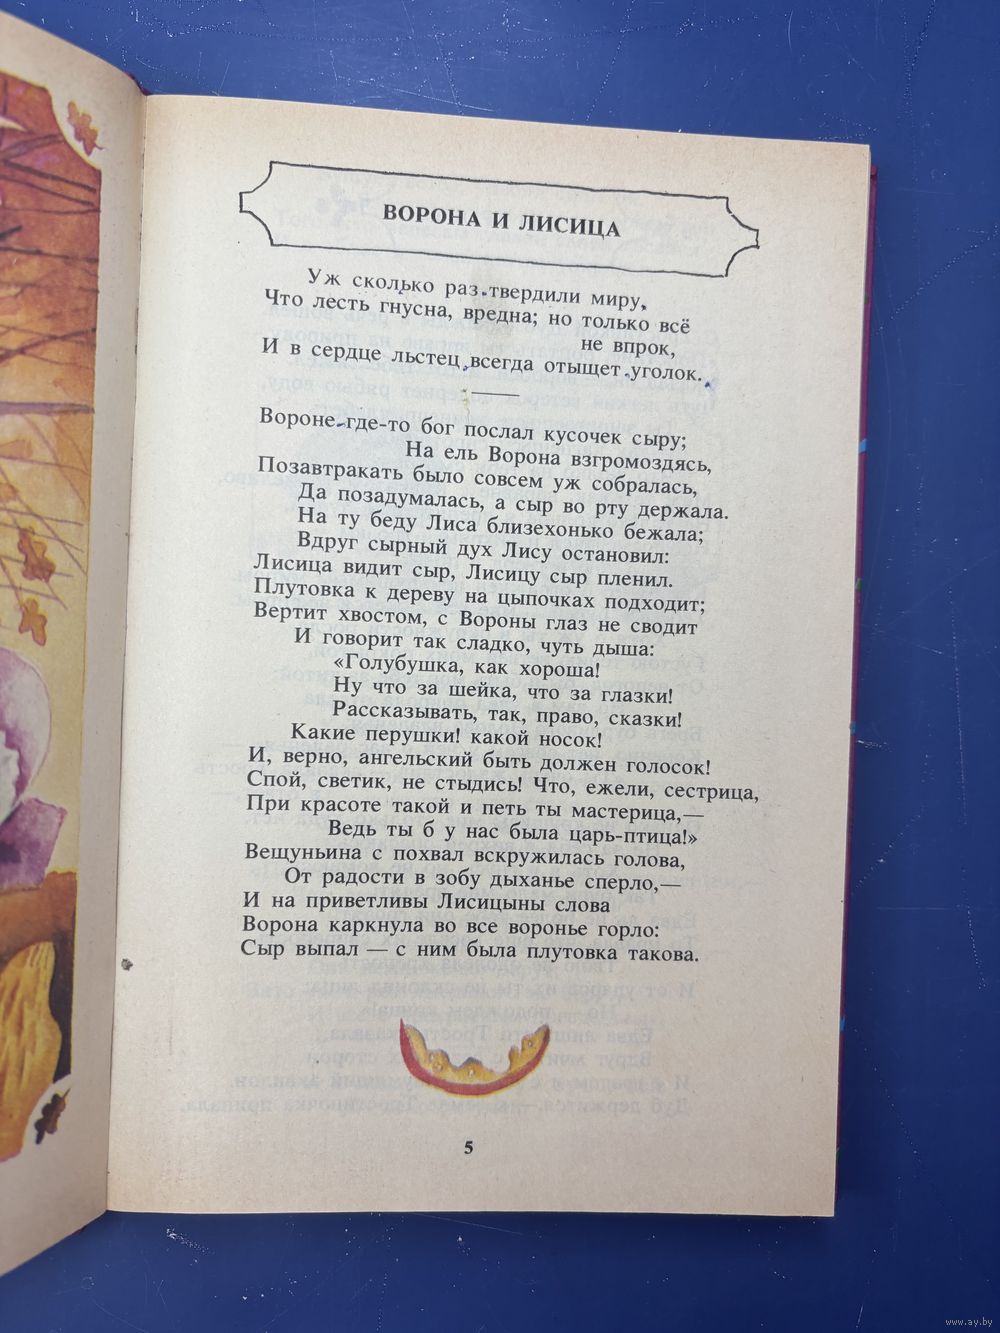 ВОРОНА И ЛИСИЦА
Уж сколько раз твердили миру,
Что лесть гнусна, вредна; но только всё
не впрок,
И в сердце льстец всегда отыщет уголок.
Вороне где-то бог послал кусочек сыру;
На ель Ворона взгромоздясь,
Позавтракать было совсем уж собралась,
Да позадумалась, а сыр во рту держала.
На ту беду Лиса близехонько бежала;
Вдруг сырный дух Лису остановил:
Лисица видит сыр, Лисицу сыр пленил.
Плутовка к дереву на цыпочках подходит;
Вертит хвостом, с Вороны глаз не сводит
И говорит так сладко, чуть дыша:
«Голубушка, как хороша!
Ну что за шейка, что за глазки!
Рассказывать, так, право, сказки!
Какие перушки! какой носок!
И, верно, ангельский быть должен голосок!
Спой, светик, не стыдись! Что, ежели, сестрица,
При красоте такой и петь ты мастерица,—
Ведь ты б у нас была царь-птица!»
Вещуньина с похвал вскружилась голова,
От радости в зобу дыханье сперло,—
И на приветливы Лисицыны слова
Ворона каркнула во все воронье горло:
Сыр выпал — с ним была плутовка такова.
5
www.ay.by